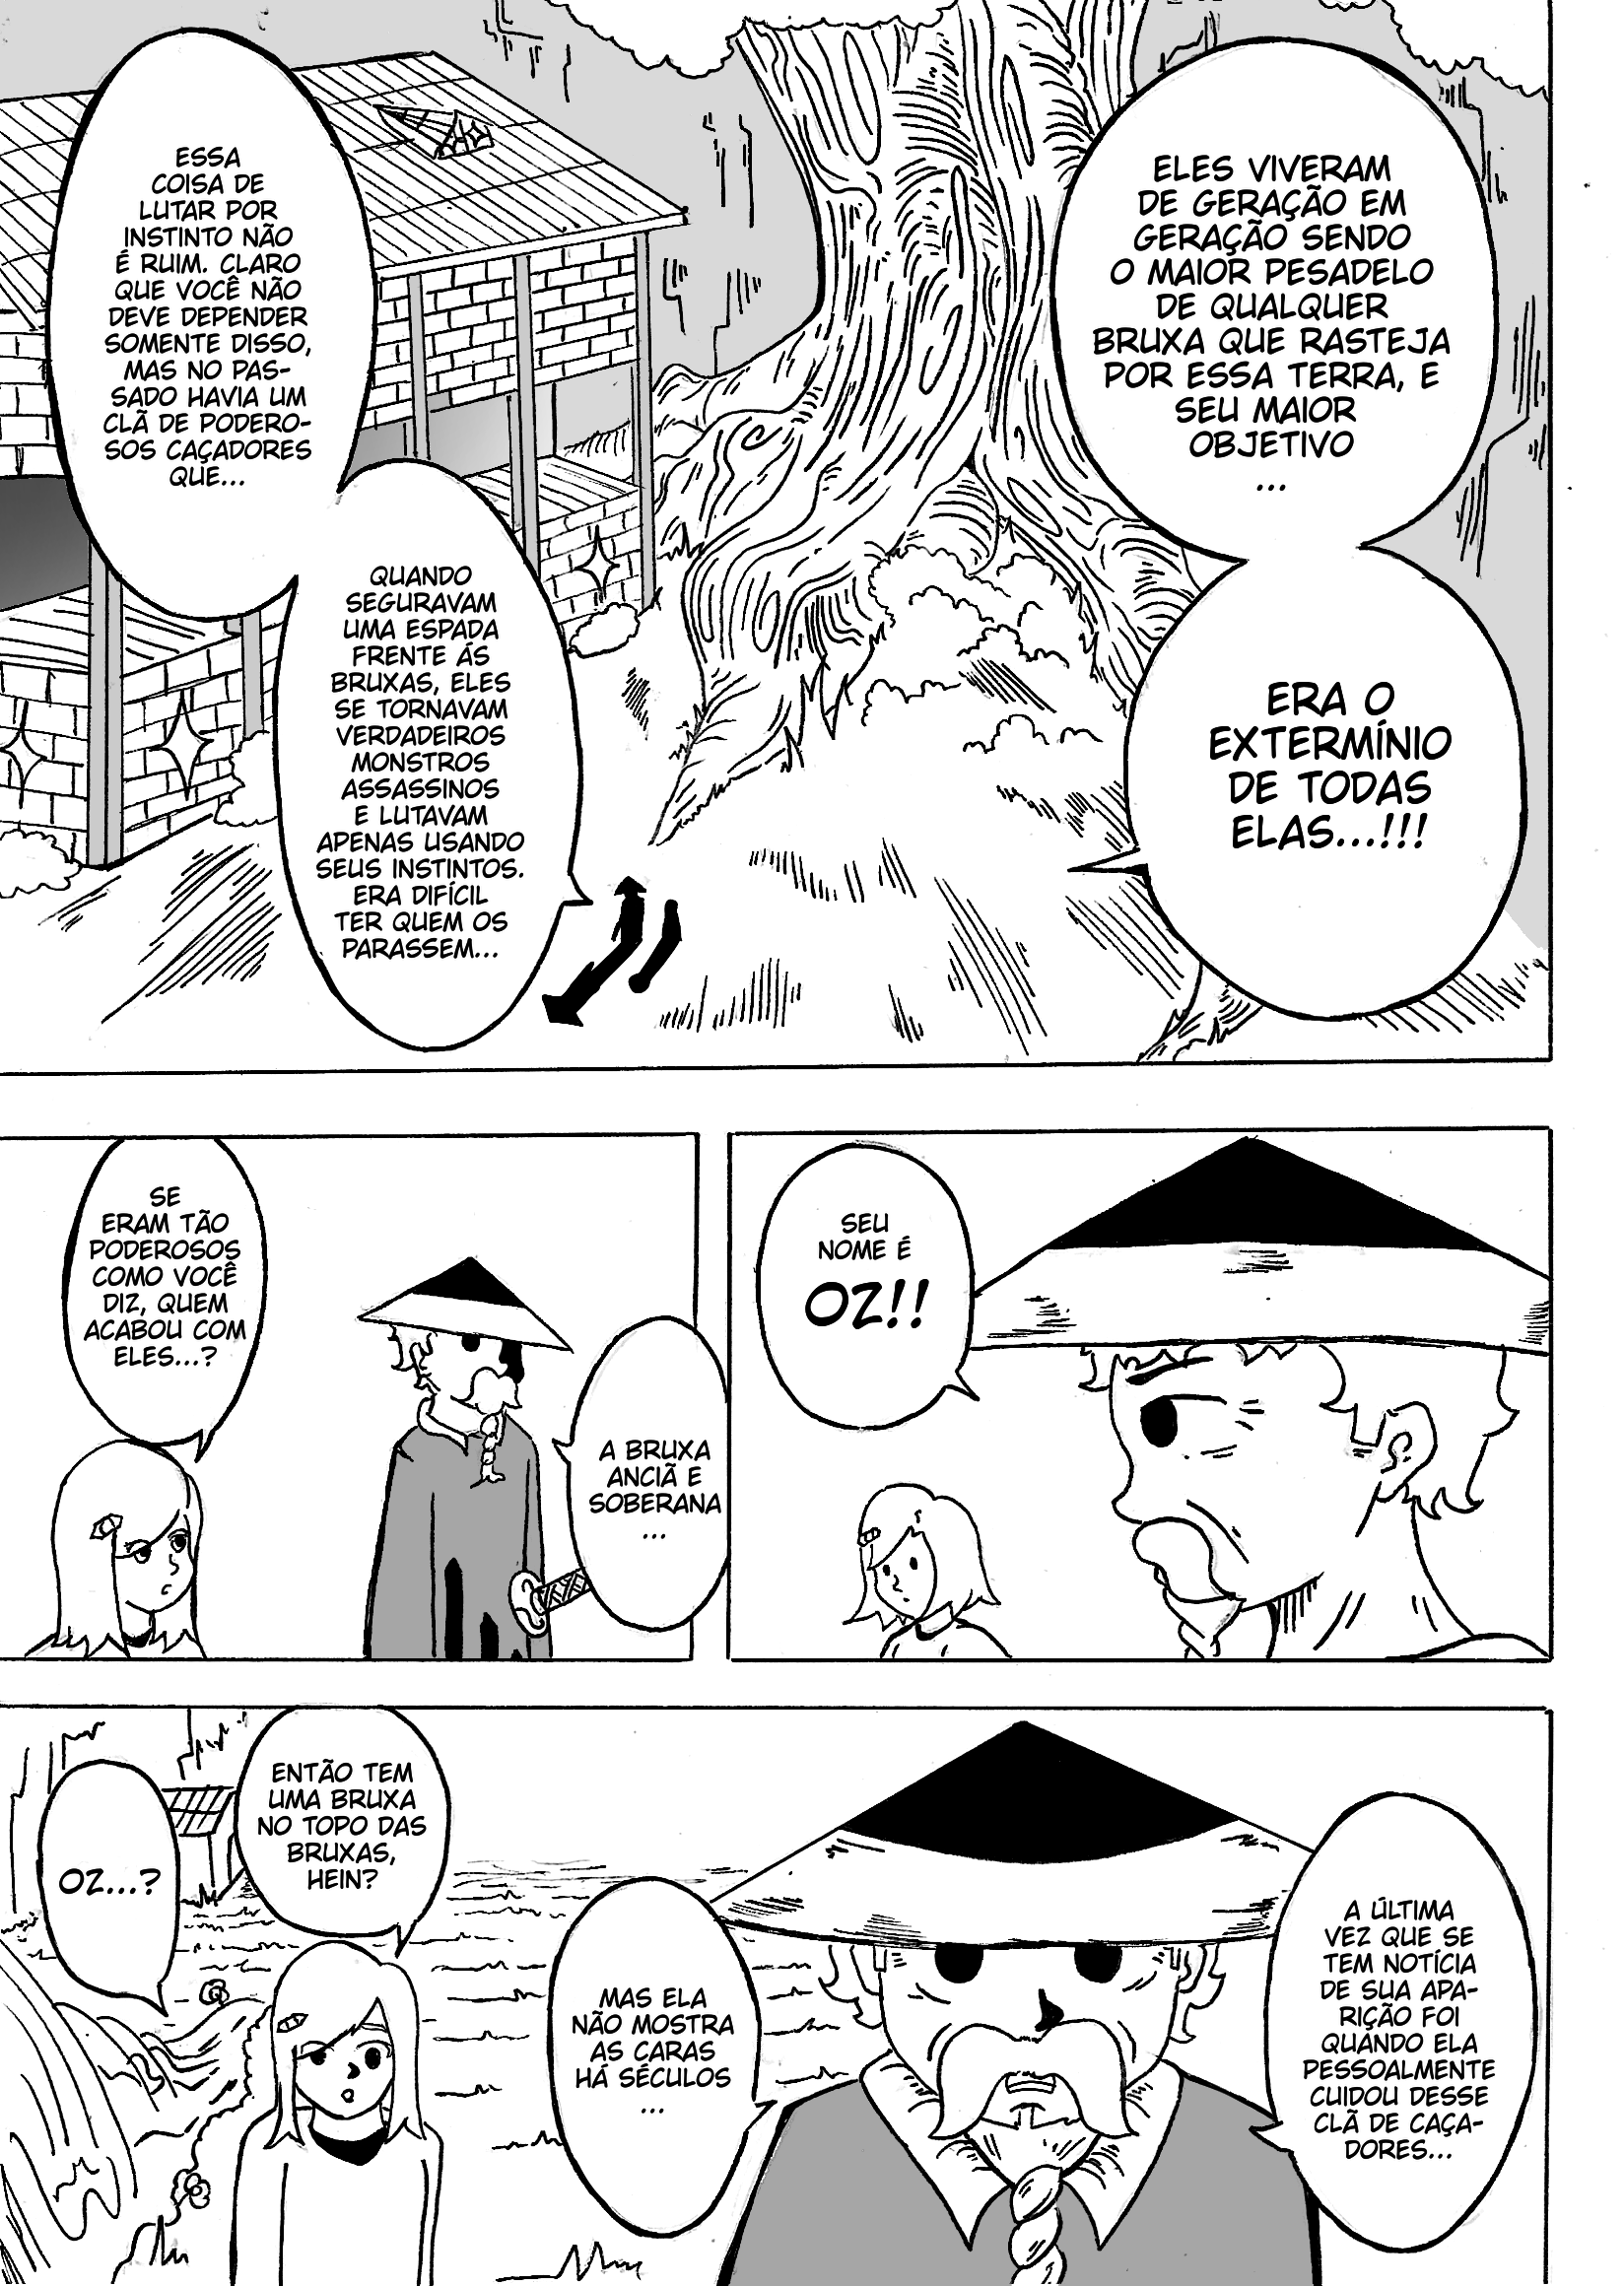 ESSA
COISA DE
LUTAR POR
INSTINTO NÃO
É RUIM. CLARO
QUE VOCÊ NÃO
DEVE DEPENDER
SOMENTE DISSO,
MAS NO PAS-
SADO HAVIA UM
CLÃ DE PODERO-
SOS CAÇADORES
QUE...
QUANDO
SEGURAVAM
UMA ESPADA
FRENTE ÁS
BRUXAS, ELES
SE TORNAVAM
VERDADEIROS
MONSTROS
ASSASSINOS
E LUTAVAM
APENAS USANDO
SEUS INSTINTOS.
ERA DIFÍCIL
TER QUEM OS
PARASSEM...
ELES VIVERAM
DE GERAÇÃO EM
GERAÇÃO SENDO
O MAIOR PESADELO
DE QUALQUER
BRUXA QUE RASTEJA
POR ESSA TERRA, E
SEU MAIOR
OBJETIVO
...
ERA O
EXTERMÍNIO
DE TODAS
ELAS...!!!
SE
ERAM TÃO
PODEROSOS
COMO VOCÊ
DIZ, QUEM
ACABOU COM
ELES...?
A BRUXA
ANCIÃ E
SOBERANA
...
SEU
NOME É
OZ!!
OZ...?
ENTÃO TEM
UMA BRUXA
NO TOPO DAS
BRUXAS,
HEIN?
MAS ELA
NÃO MOSTRA
AS CARAS
HÁ SÉCULOS
...
A ÚLTIMA
VEZ QUE SE
TEM NOTÍCIA
DE SUA APA-
RIÇÃO FOI
QUANDO ELA
PESSOALMENTE
CUIDOU DESSE
CLÃ DE CAÇA-
DORES...